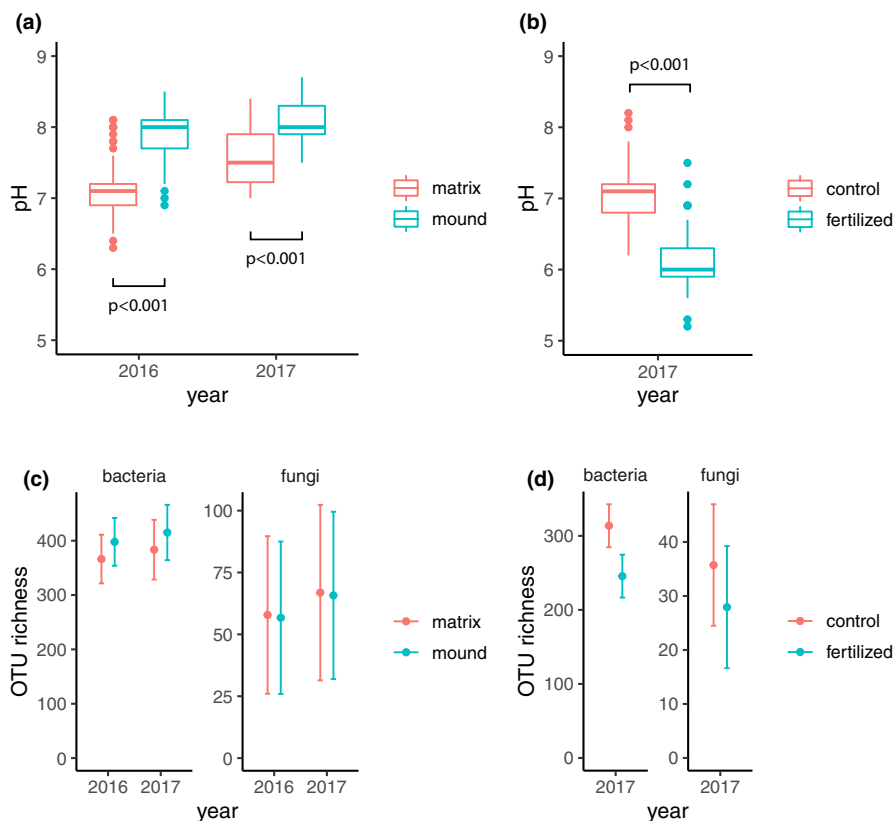 (a)
9
8
7
6
5
pH
p<0.001
p<0.001
2016 2017
year
matrix
mound
(b)
9
8
7
6
5
pH
p<0.001
2017
year
control
fertilized
(c)
bacteria fungi
400
300
200
100
0
OTU richness
100
75
50
25
0
2016 2017 2016 2017
year
matrix
mound
(d)
bacteria fungi
300
200
100
0
OTU richness
40
30
20
10
0
2017 2017
year
control
fertilized